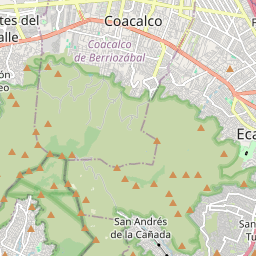 Coacalco
tes del
alle
Coacalco
de Berriozábal
ón
eo
Eca
San Andrés
de la Cañada
San
Tu